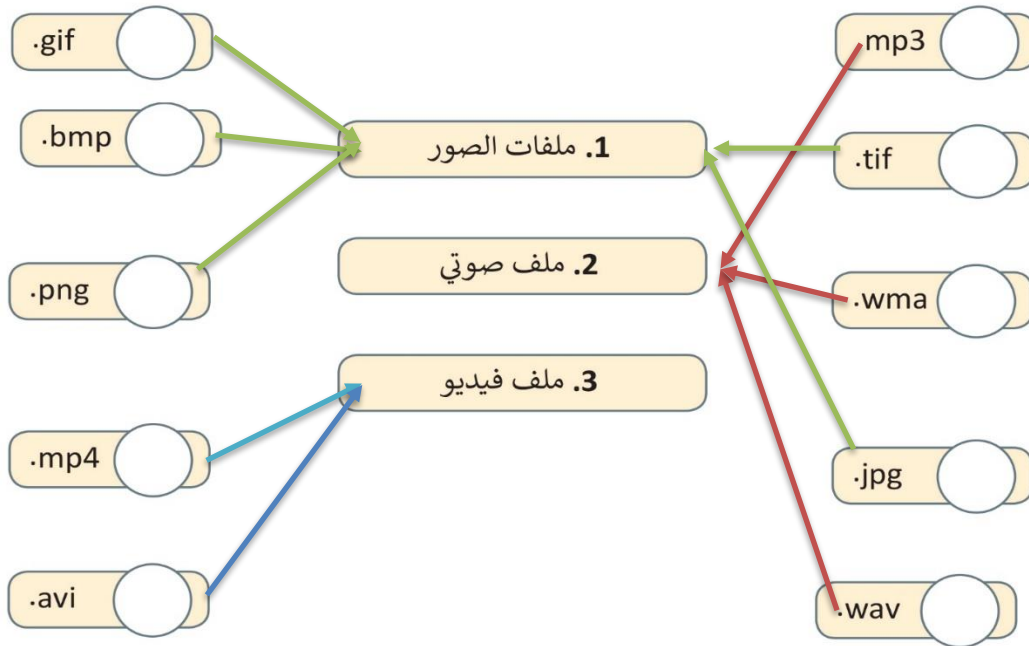 .gif
mp3
.bmp
1. ملفات الصور
.tif
2. ملف صوتي
.png
.wma
3. ملف فيديو
.mp4
.jpg
.avi
.wav